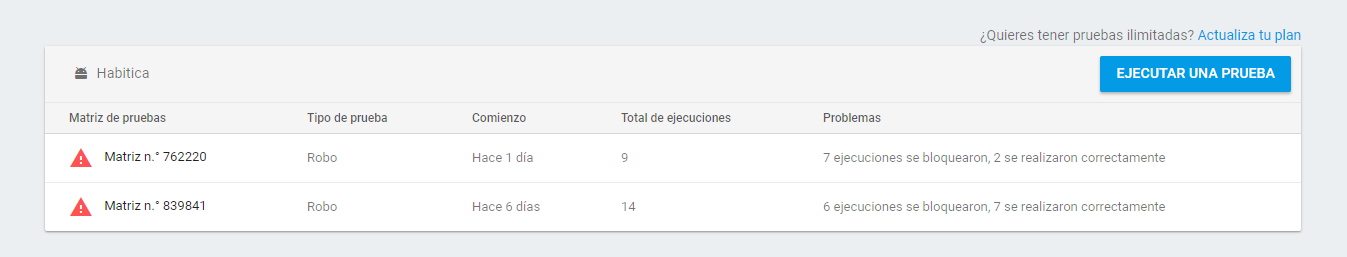 ¿Quieres tener pruebas ilimitadas? Actualiza tu plan
Habitica EJECUTAR UNA PRUEBA
Matriz de pruebas Tipo de prueba Comienzo Total de ejecuciones Problemas
Matriz n.° 762220 Robo Hace 1 día 9 7 ejecuciones se bloquearon, 2 se realizaron correctamente
Matriz n.° 839841 Robo Hace 6 días 14 6 ejecuciones se bloquearon, 7 se realizaron correctamente